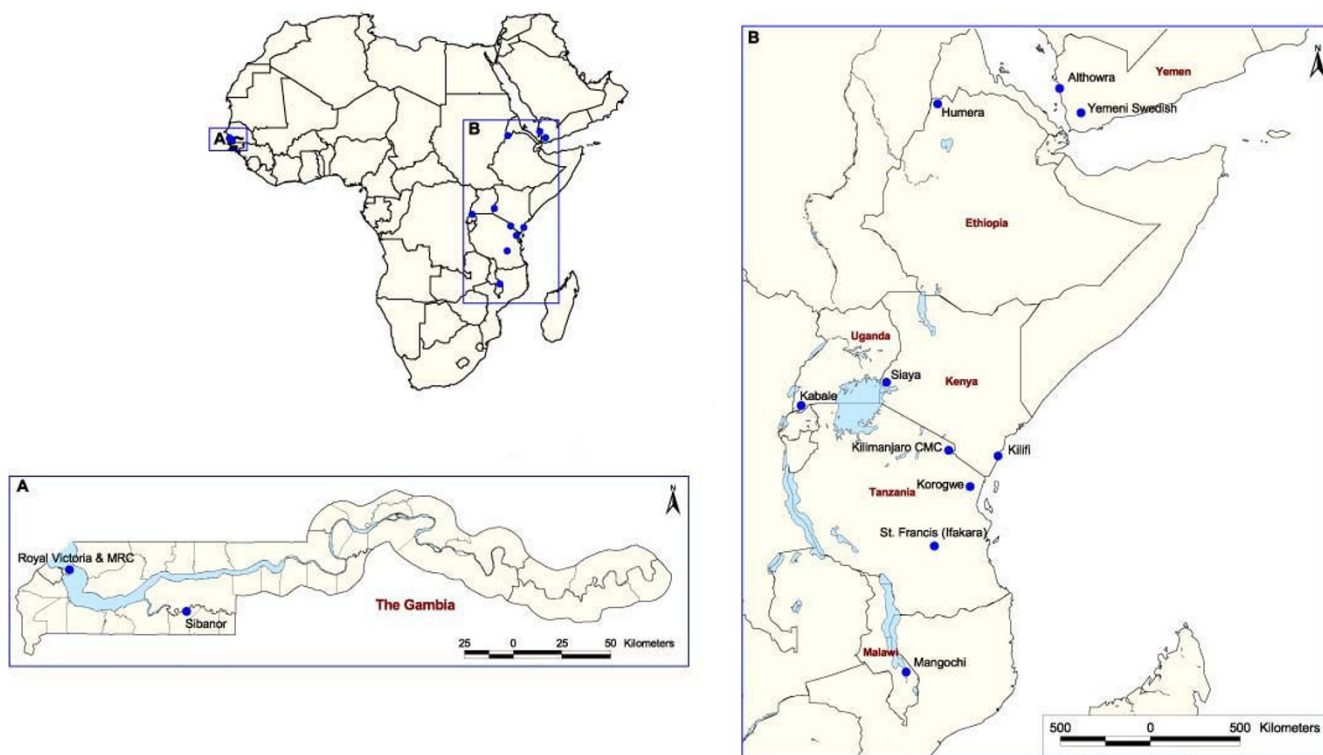 A
B
A
N
Royal Victoria & MRC
Sibanor
The Gambia
25 0 25 50 Kilometers
B
N
Althowra
Yemen
Yemeni Swedish
Humera
Ethiopia
Uganda
Siaya
Kenya
Kabale
Kilimanjaro CMC
Kilifi
Korogwe
Tanzania
St. Francis (Ifakara)
Malawi
Mangochi
500 0 500 Kilometers